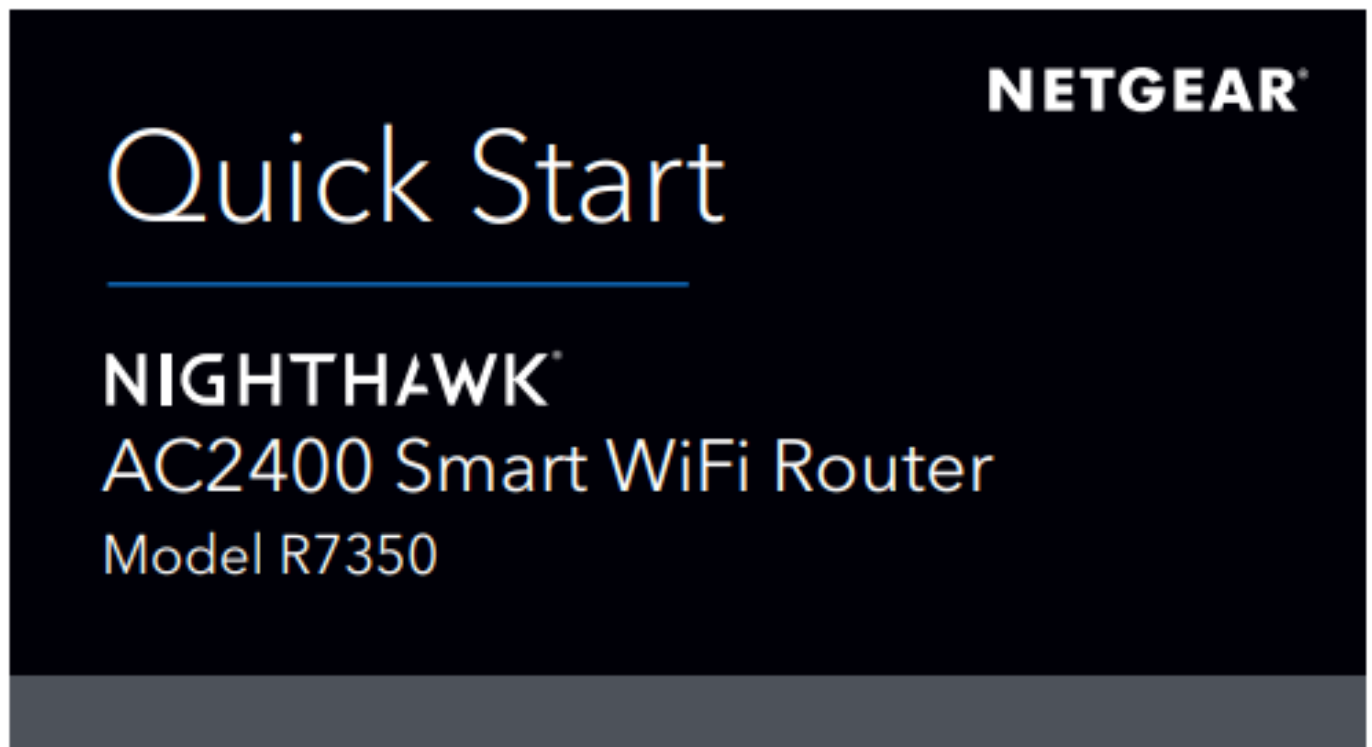 NETGEAR®
Quick Start
NIGHTHAWK®
AC2400 Smart WiFi Router
Model R7350